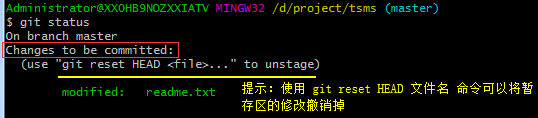 Administrator@XXOHB9NOZXXIATV MINGW32 /d/project/tsms (master)
$ git status
On branch master
Changes to be committed:
(use "git reset HEAD <file>..." to unstage)
modified: readme.txt
提示：使用 git reset HEAD 文件名 命令可以将暂
存区的修改撤销掉